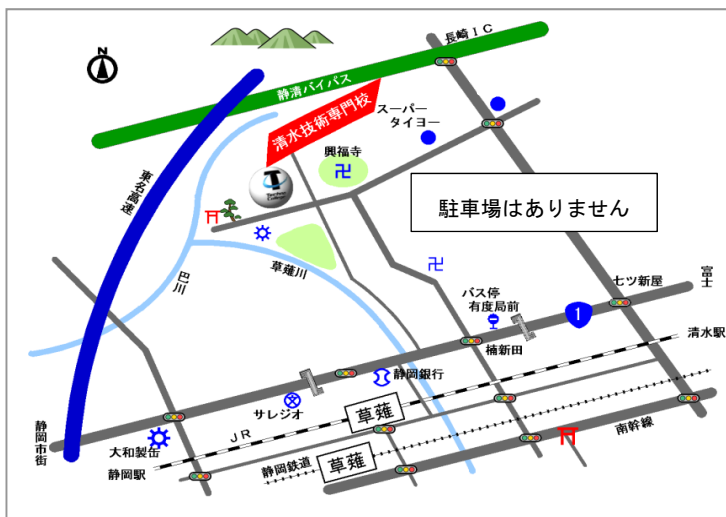 N
長崎ＩＣ
静清バイパス
清水技術専門校
スーパー
タイヨー
東名高速
興福寺
T
駐車場はありません
巴川
草薙川
バス停
有度局前
七ツ新屋
富士
1
楠新田
清水駅
静岡銀行
サレジオ
草薙
静岡市街
大和製缶
ＪＲ
静岡駅
静岡鉄道
草薙
南幹線